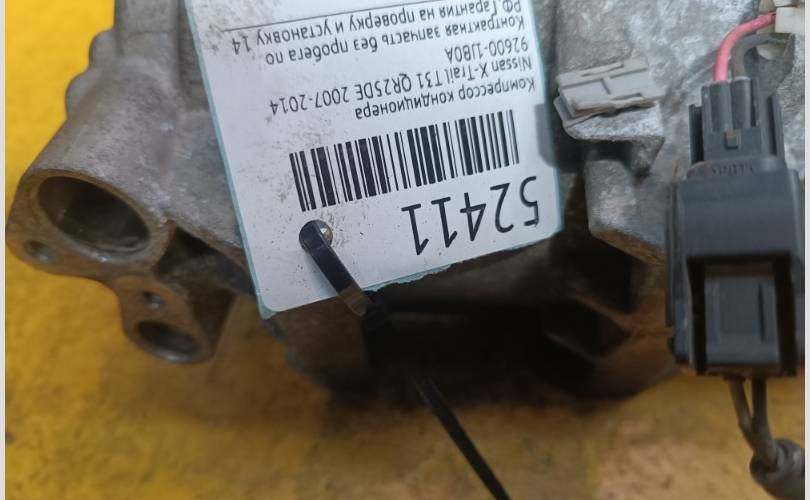 52411
Компрессор кондиционера
Nissan X-Trail T31 QR25DE 2007-2014
92600-1JB0A
Контрактная запчасть без пробега по
РФ.Гарантия на проверку и установку 14